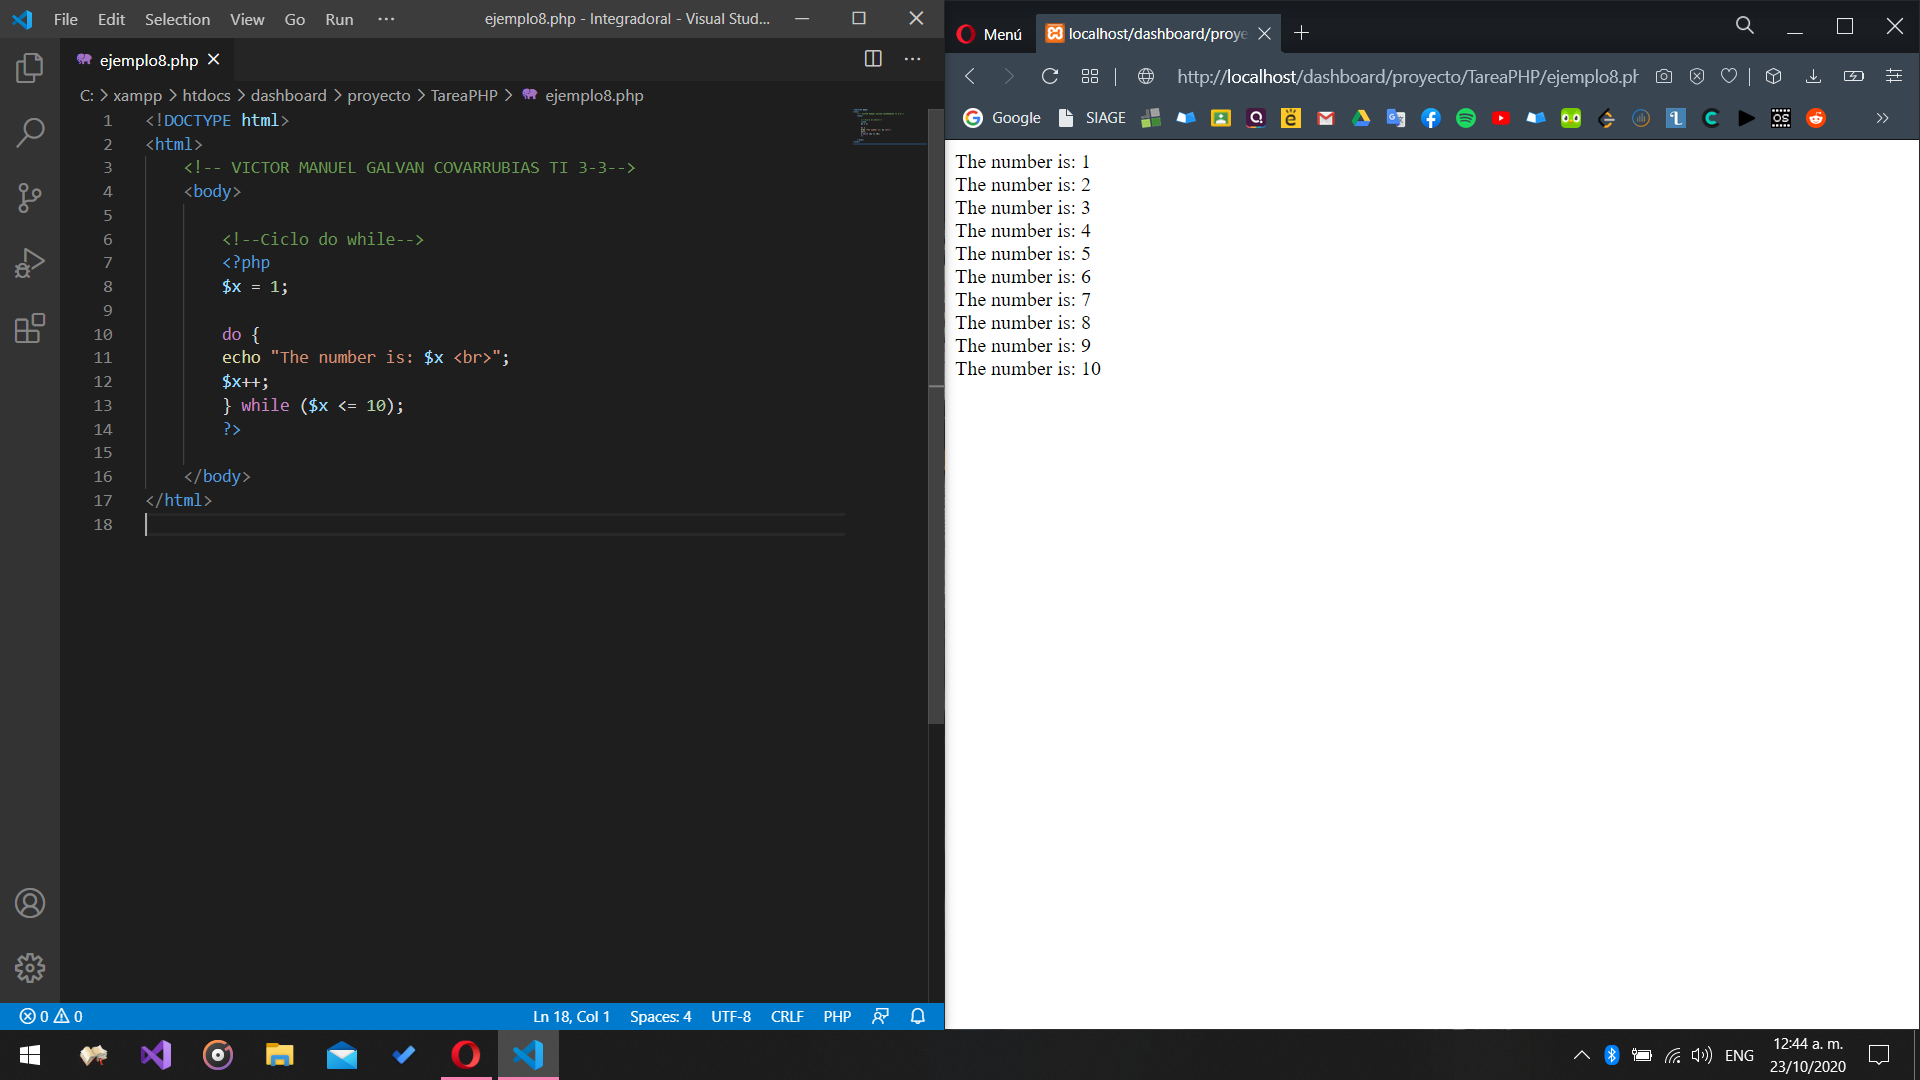 File Edit Selection View Go Run ···
ejemplo8.php - Integradoral - Visual Stud...
ejemplo8.php
C: > xampp > htdocs > dashboard > proyecto > TareaPHP > ejemplo8.php
1 <!DOCTYPE html>
2 <html>
3 <!-- VICTOR MANUEL GALVAN COVARRUBIAS TI 3-3-->
4 <body>
5
6 <!--Ciclo do while-->
7 <?php
8 $x = 1;
9
10 do {
11 echo "The number is: $x <br>";
12 $x++;
13 } while ($x <= 10);
14 ?>
15
16 </body>
17 </html>
18
0 0
Ln 18, Col 1 Spaces: 4 UTF-8 CRLF PHP
Menú
localhost/dashboard/proye
http://localhost/dashboard/proyecto/TareaPHP/ejemplo8.ph
Google SIAGE
The number is: 1
The number is: 2
The number is: 3
The number is: 4
The number is: 5
The number is: 6
The number is: 7
The number is: 8
The number is: 9
The number is: 10
ENG
12:44 a. m.
23/10/2020